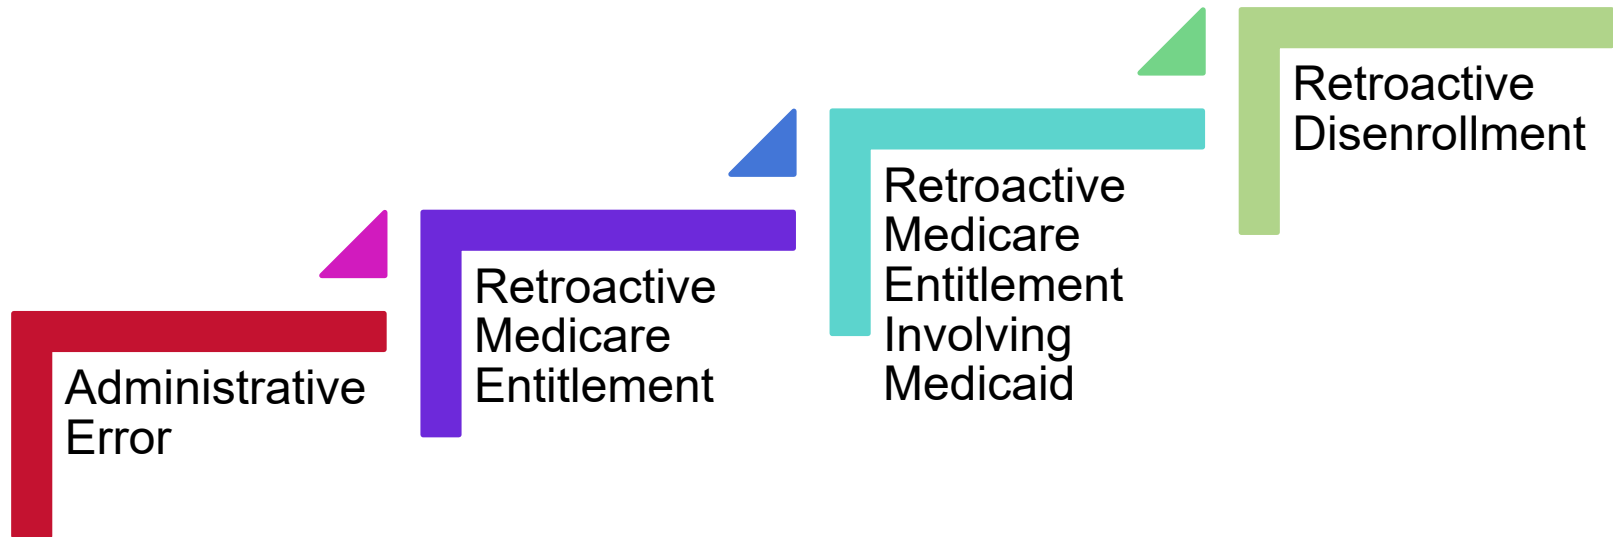 Administrative
Error
Retroactive
Medicare
Entitlement
Retroactive
Medicare
Entitlement
Involving
Medicaid
Retroactive
Disenrollment